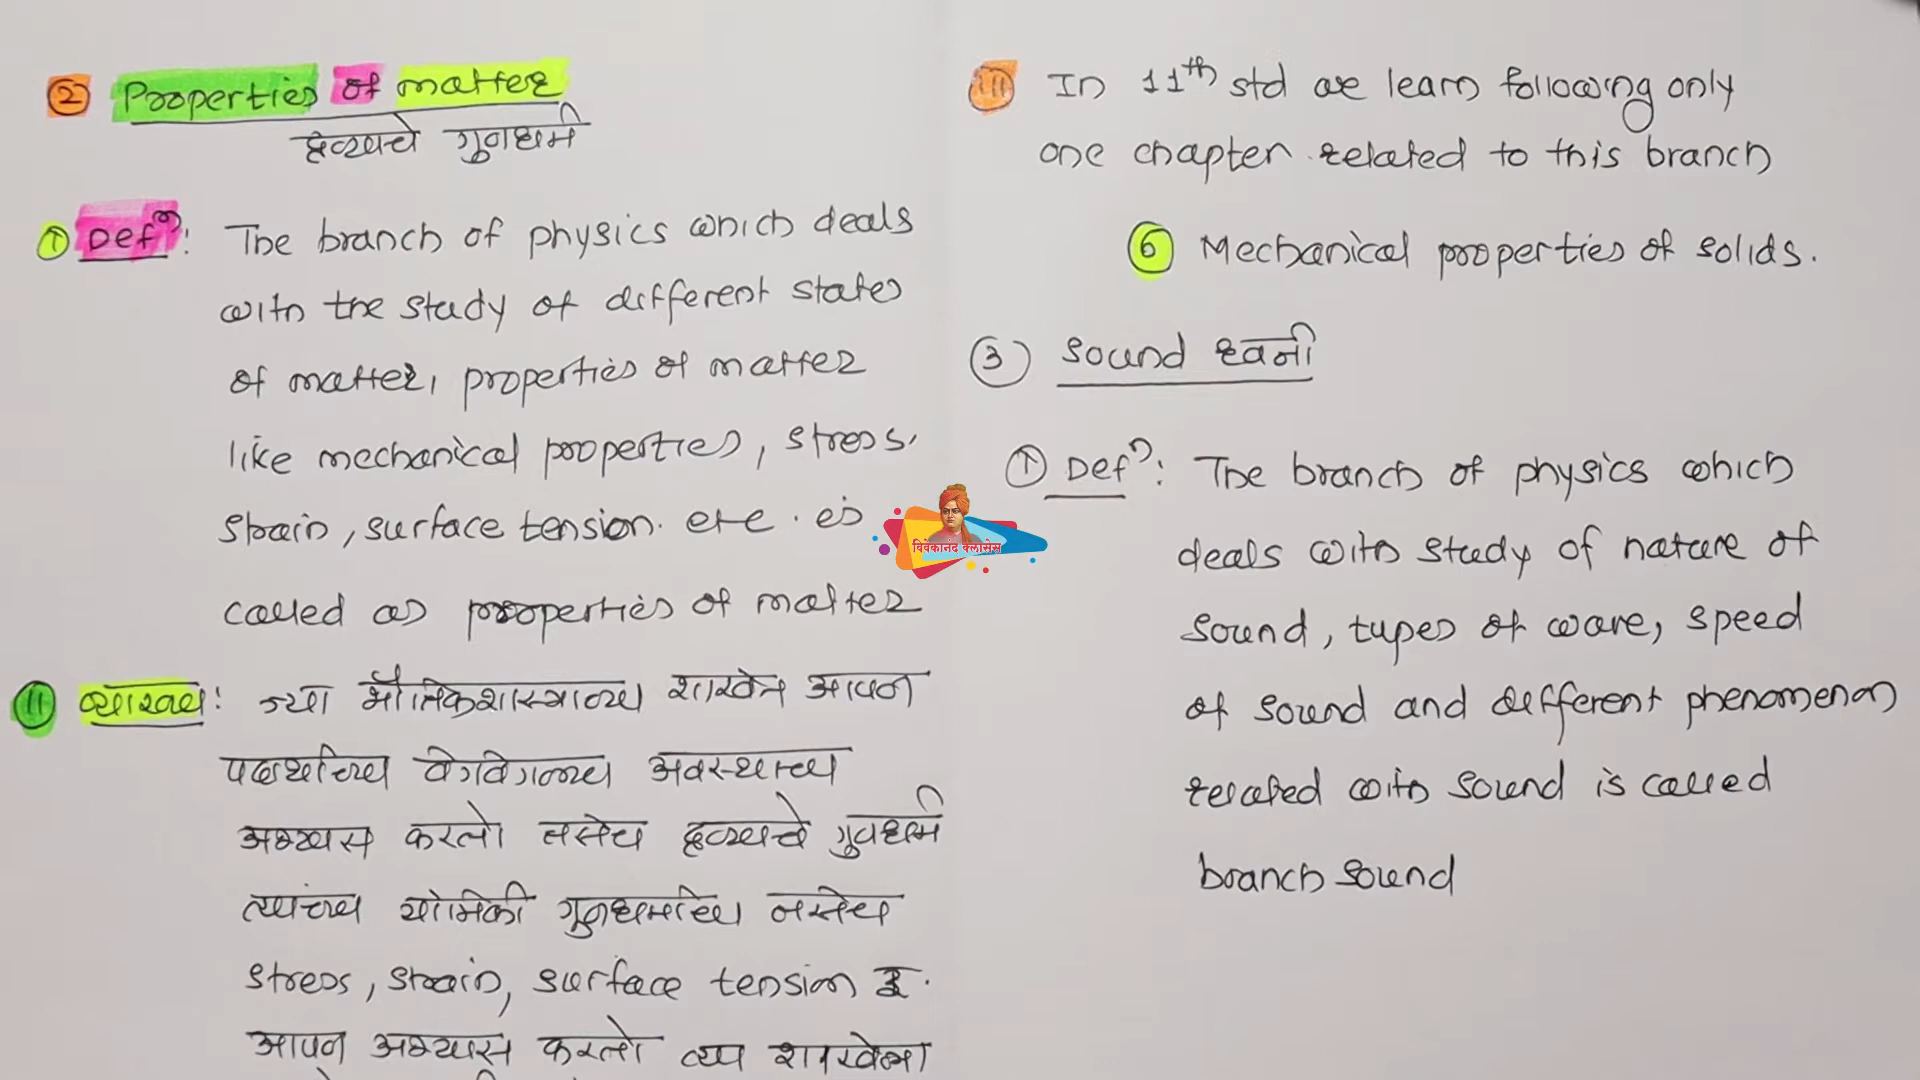 ② Properties of matter
द्रव्याचे गुणधर्म
① Defⁿ: The branch of physics which deals
with the study of different states
of matter, properties of matter
like mechanical properties, stress,
strain, surface tension. etc. is
called as properties of matter
॥ व्याख्या: ज्या भौतिकशास्त्राच्या शाखेत आपण
पदार्थाच्या वेगवेगळ्या अवस्थांच्या
अभ्यास करतो तसेच द्रव्याचे गुणधर्म
त्यांच्या यांत्रिकी गुणधर्माचा तसेच
stress, strain, surface tension इ.
आपण अभ्यास करतो त्या शाखेला
III In 11th std we learn following only
one chapter related to this branch
⑥ Mechanical properties of solids.
③ Sound ध्वनी
① Defⁿ: The branch of physics which
deals with study of nature of
sound, types of wave, speed
of sound and different phenomenon
related with sound is called
branch sound
विवेकानंद क्लासेस